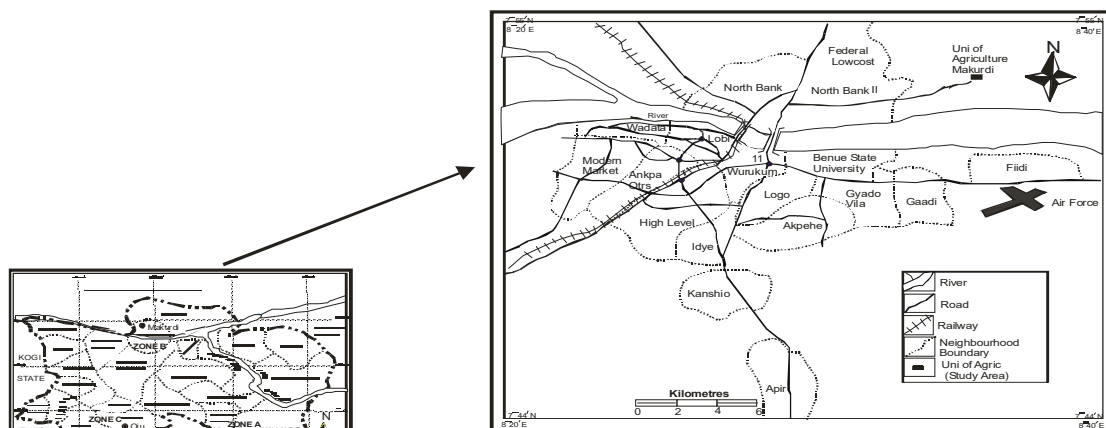 7° 55' N
8° 20' E
7° 55' N
8° 40' E
Federal
Lowcost
Uni of
Agriculture
Makurdi
N
North Bank
North Bank II
River
Wadata
Lobi
Modern
Market
Ankpa
Qtrs
11
Wurukum
Benue State
University
Fiidi
Logo
Gyado
Vila
Gaadi
Air Force
High Level
Akpehe
Idye
Kanshio
Apir
River
Road
Railway
Neighbourhood
Boundary
Uni of Agric
(Study Area)
Kilometres
0 2 4 6
7° 44' N
8° 20' E
7° 44' N
8° 40' E
Makurdi
ZONE B
KOGI
STATE
ZONE C
Oju
ZONE A
N